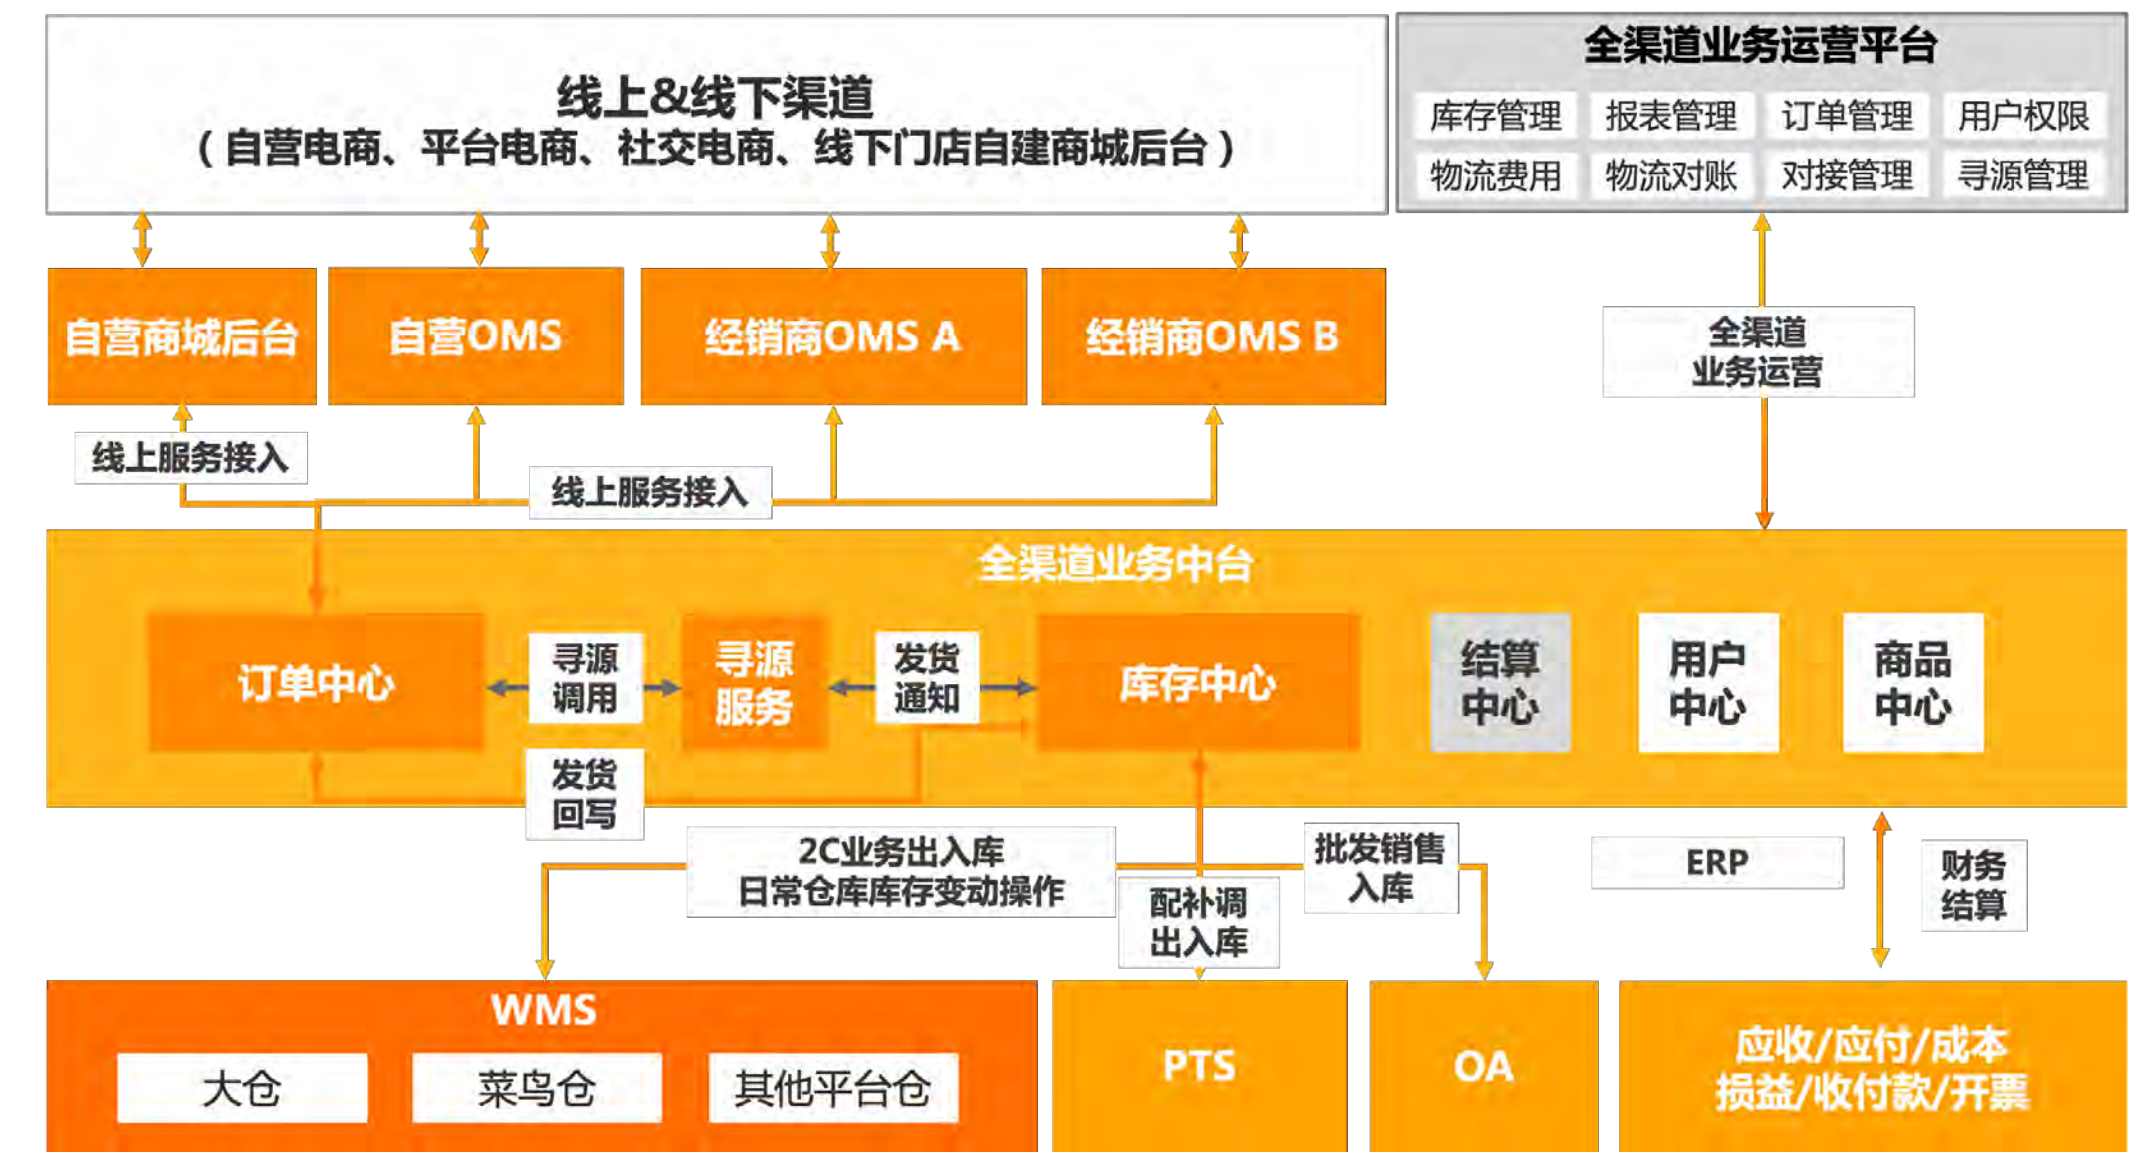 线上&线下渠道
（自营电商、平台电商、社交电商、线下门店自建商城后台）
全渠道业务运营平台
库存管理
报表管理
订单管理
用户权限
物流费用
物流对账
对接管理
寻源管理
自营商城后台
自营OMS
经销商OMS A
经销商OMS B
全渠道
业务运营
线上服务接入
线上服务接入
全渠道业务中台
订单中心
寻源
调用
寻源
服务
发货
通知
库存中心
结算
中心
用户
中心
商品
中心
发货
回写
2C业务出入库
日常仓库库存变动操作
配补调
出入库
批发销售
入库
ERP
财务
结算
WMS
大仓
菜鸟仓
其他平台仓
PTS
OA
应收/应付/成本
损益/收付款/开票